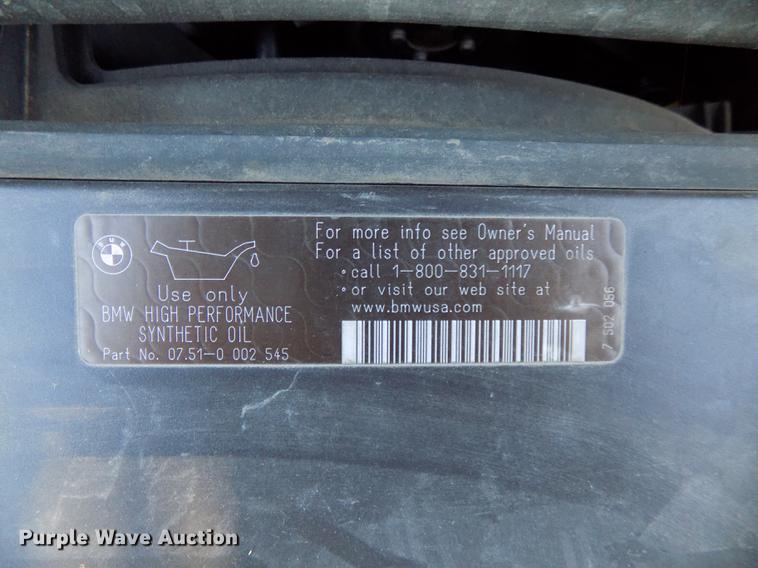 BMW
Use only
BMW HIGH PERFORMANCE
SYNTHETIC OIL
Part No. 07.51-0 002 545
For more info see Owner's Manual
For a list of other approved oils
• call 1-800-831-1117
• or visit our web site at
www.bmwusa.com
7 502 056
Purple Wave Auction